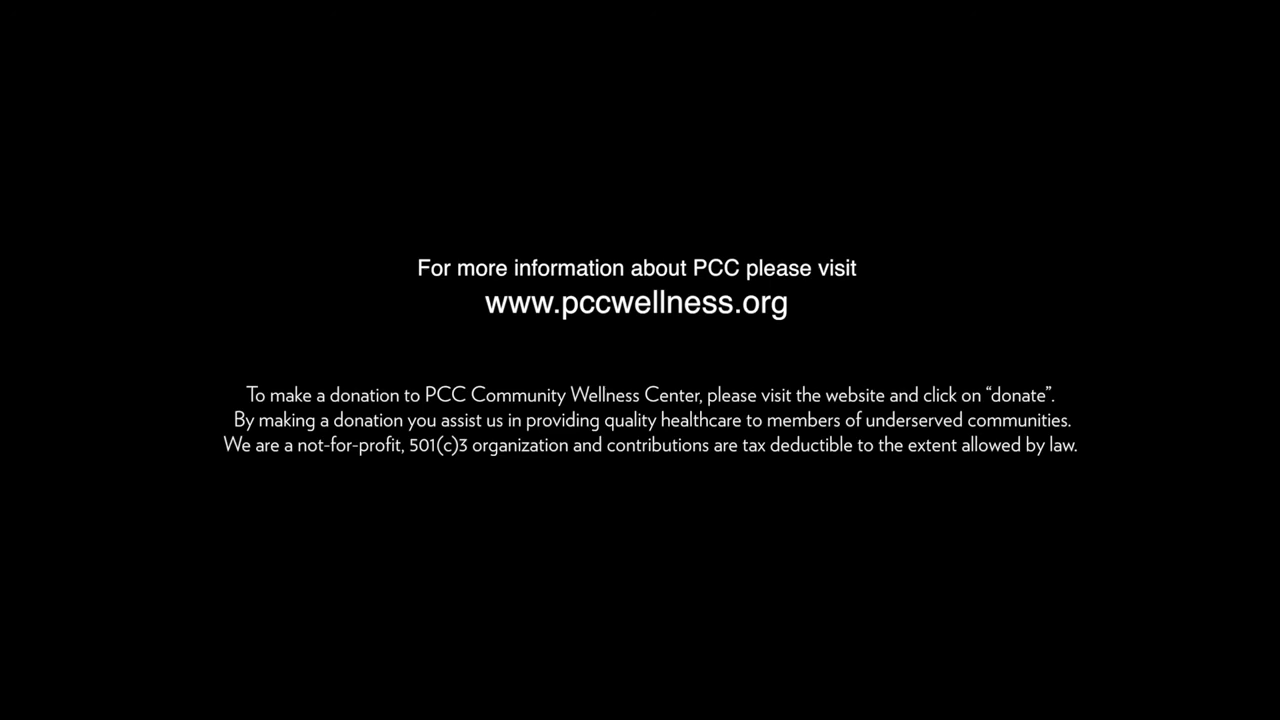 For more information about PCC please visit
www.pccwellness.org
To make a donation to PCC Community Wellness Center, please visit the website and click on “donate”.
By making a donation you assist us in providing quality healthcare to members of underserved communities.
We are a not-for-profit, 501(c)3 organization and contributions are tax deductible to the extent allowed by law.